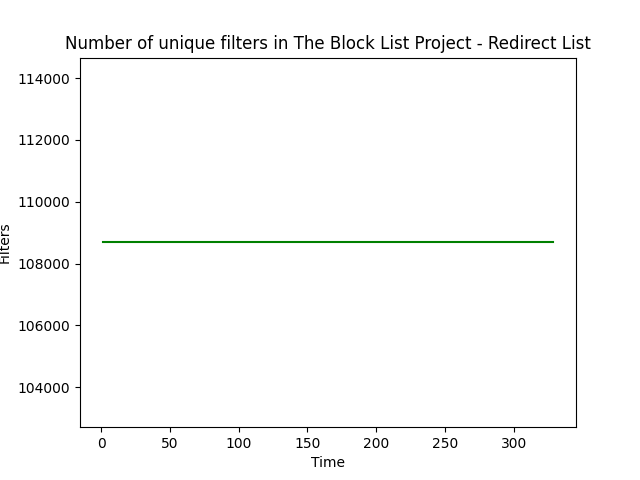 Number of unique filters in The Block List Project - Redirect List
114000
112000
110000
108000
106000
104000
Filters
0 50 100 150 200 250 300
Time